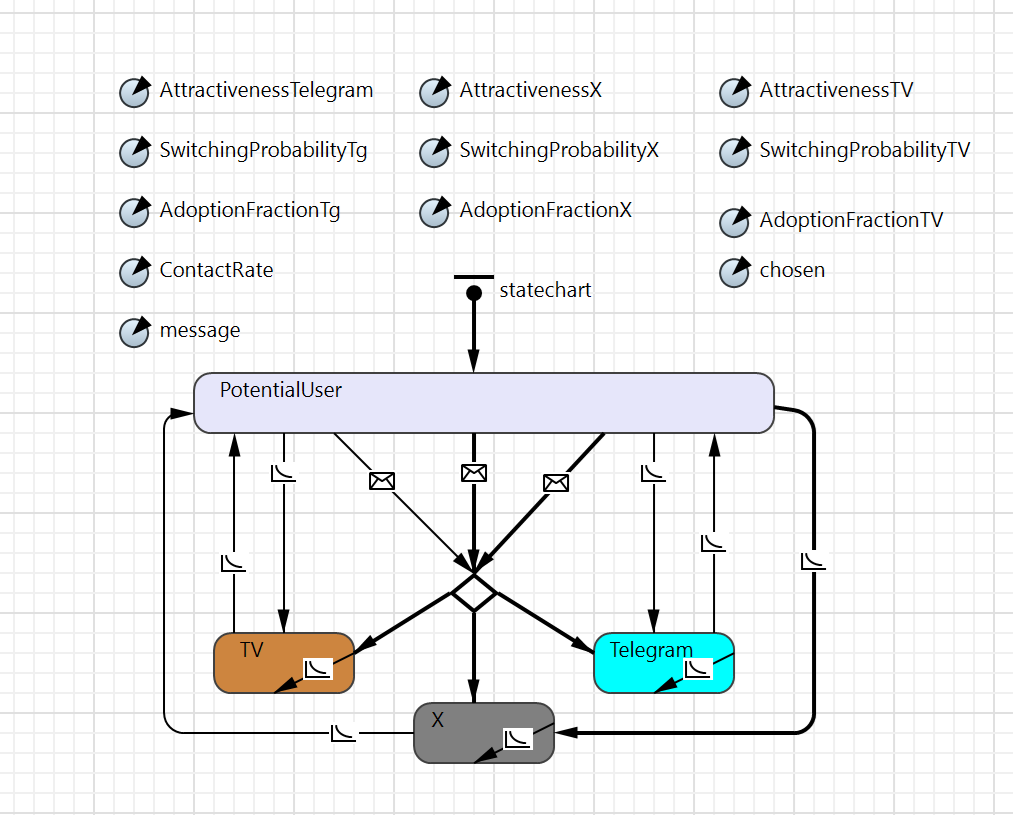 AttractivenessTelegram
AttractivenessX
AttractivenessTV
SwitchingProbabilityTg
SwitchingProbabilityX
SwitchingProbabilityTV
AdoptionFractionTg
AdoptionFractionX
AdoptionFractionTV
ContactRate
chosen
statechart
message
PotentialUser
TV
Telegram
X